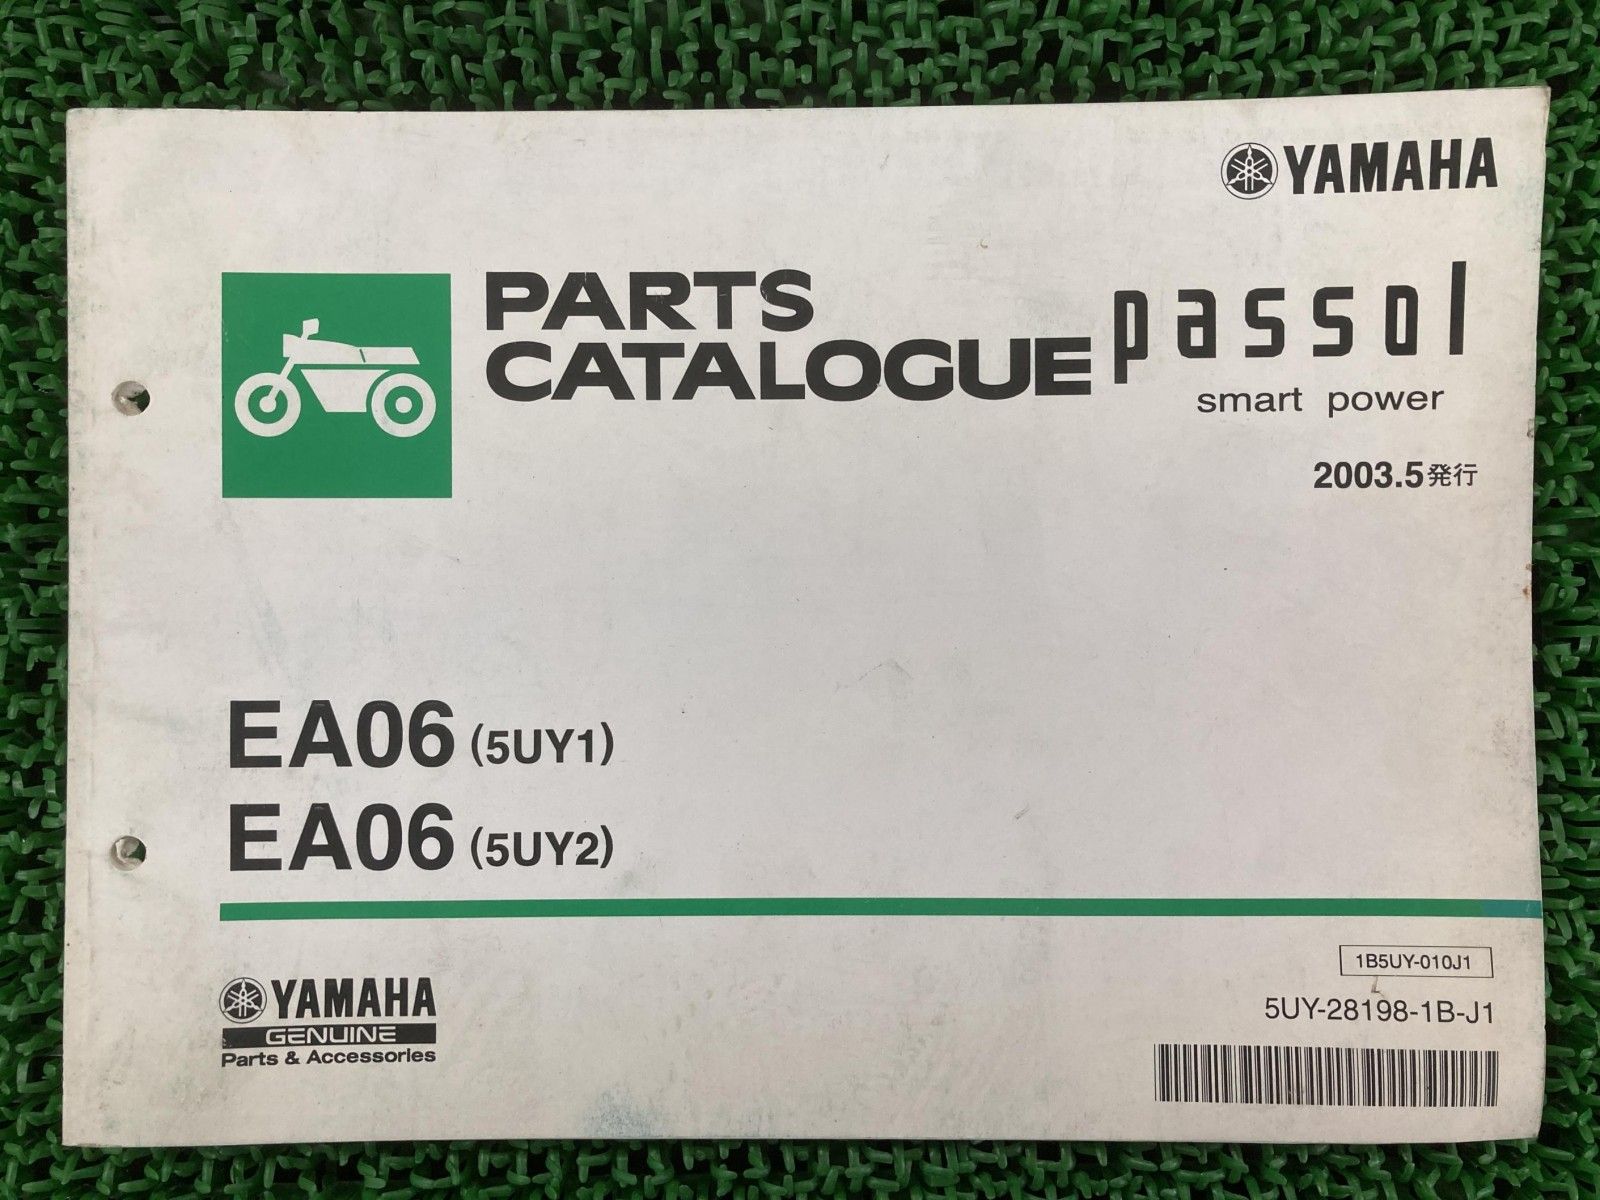 YAMAHA
PARTS
CATALOGUE
passol
smart power
2003.5発行
EA06 (5UY1)
EA06 (5UY2)
YAMAHA
GENUINE
Parts & Accessories
1B5UY-010J1
5UY-28198-1B-J1